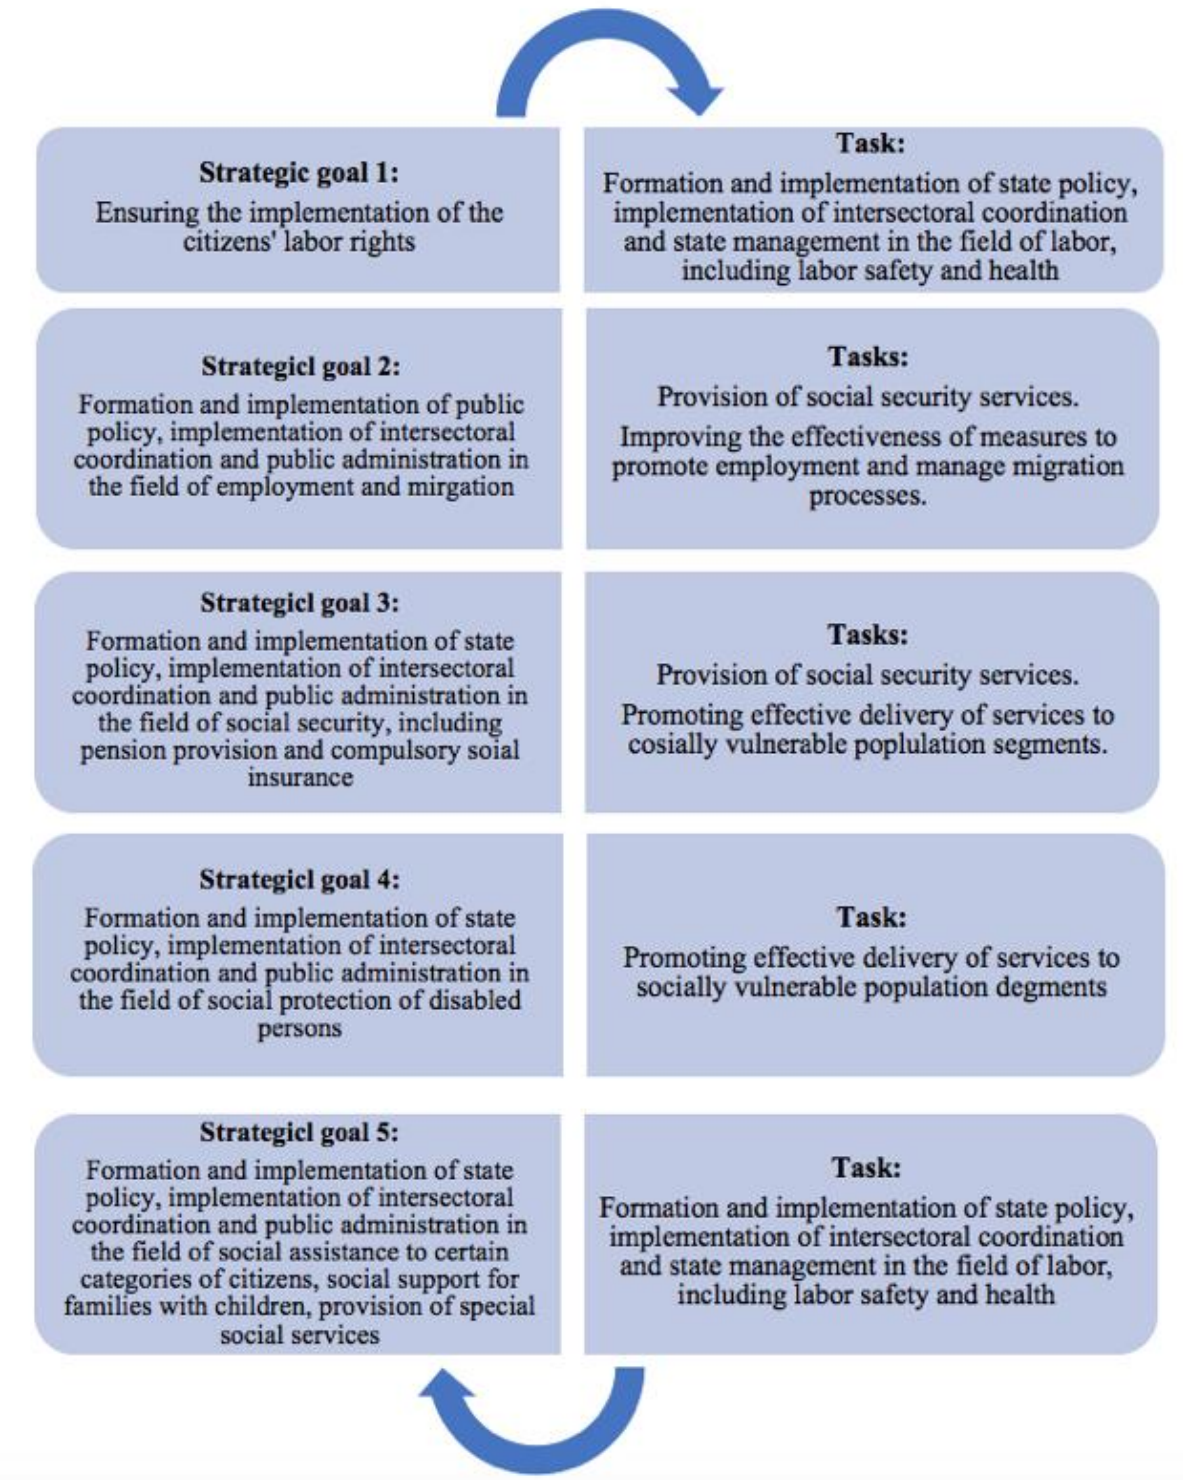 Strategic goal 1:
Ensuring the implementation of the
citizens' labor rights
Task:
Formation and implementation of state policy,
implementation of intersectoral coordination
and state management in the field of labor,
including labor safety and health
Strategicl goal 2:
Formation and implementation of public
policy, implementation of intersectoral
coordination and public administration in
the field of employment and mirgation
Tasks:
Provision of social security services.
Improving the effectiveness of measures to
promote employment and manage migration
processes.
Strategicl goal 3:
Formation and implementation of state
policy, implementation of intersectoral
coordination and public administration in
the field of social security, including
pension provision and compulsory soial
insurance
Tasks:
Provision of social security services.
Promoting effective delivery of services to
cosially vulnerable poplulation segments.
Strategicl goal 4:
Formation and implementation of state
policy, implementation of intersectoral
coordination and public administration in
the field of social protection of disabled
persons
Task:
Promoting effective delivery of services to
socially vulnerable population degments
Strategicl goal 5:
Formation and implementation of state
policy, implementation of intersectoral
coordination and public administration in
the field of social assistance to certain
categories of citizens, social support for
families with children, provision of special
social services
Task:
Formation and implementation of state policy,
implementation of intersectoral coordination
and state management in the field of labor,
including labor safety and health